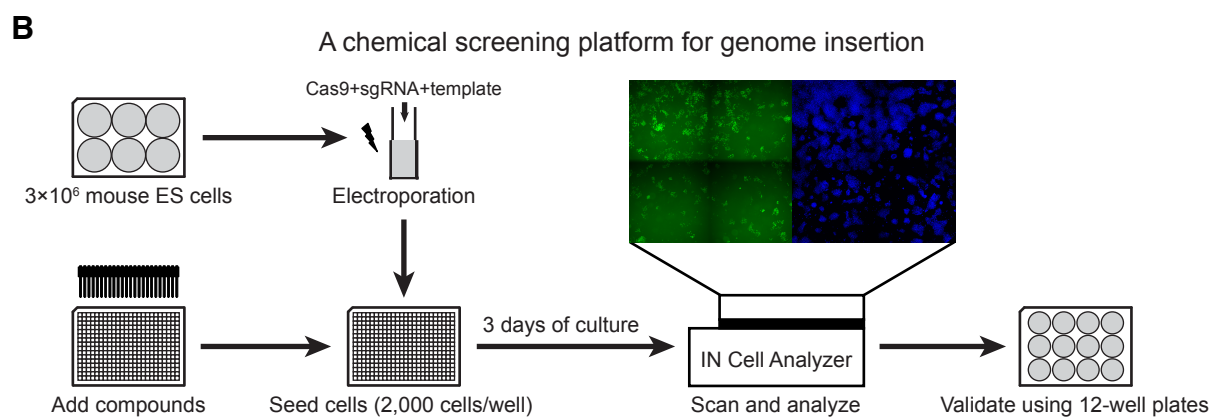 B
A chemical screening platform for genome insertion
Cas9+sgRNA+template
3×10⁶ mouse ES cells
Electroporation
3 days of culture
IN Cell Analyzer
Add compounds
Seed cells (2,000 cells/well)
Scan and analyze
Validate using 12-well plates